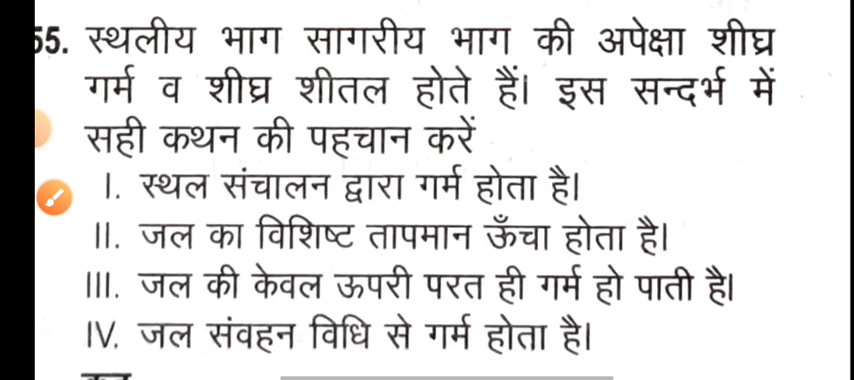 55. स्थलीय भाग सागरीय भाग की अपेक्षा शीघ्र
गर्म व शीघ्र शीतल होते हैं। इस सन्दर्भ में
सही कथन की पहचान करें
I. स्थल संचालन द्वारा गर्म होता है।
II. जल का विशिष्ट तापमान ऊँचा होता है।
III. जल की केवल ऊपरी परत ही गर्म हो पाती है।
IV. जल संवहन विधि से गर्म होता है।